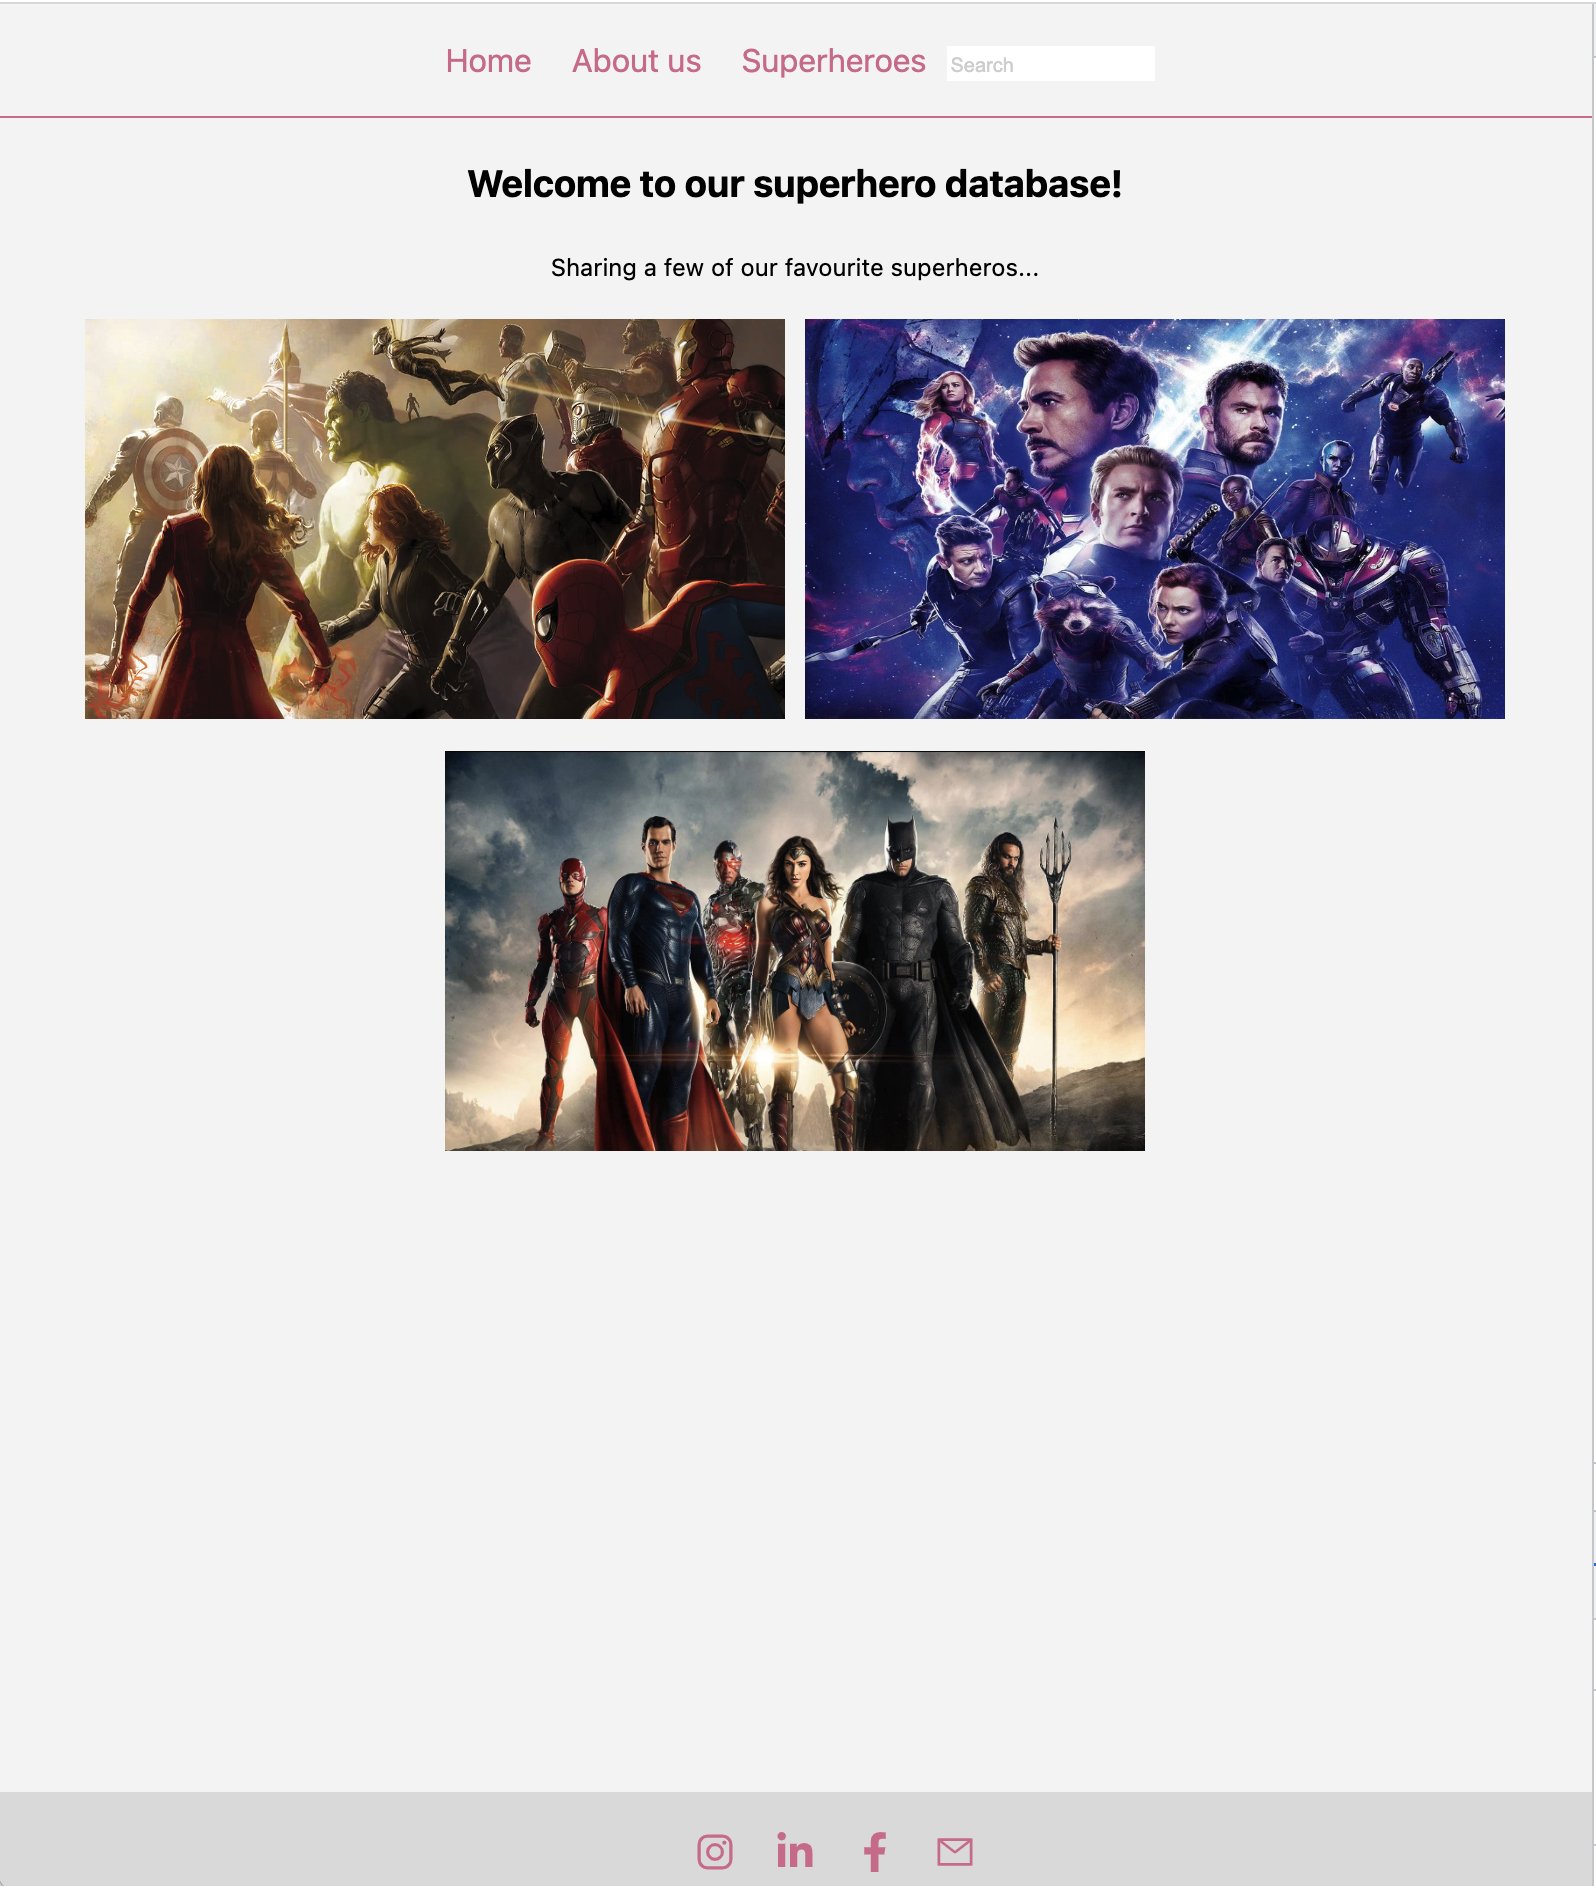 Home About us Superheroes Search
Welcome to our superhero database!
Sharing a few of our favourite superheros...